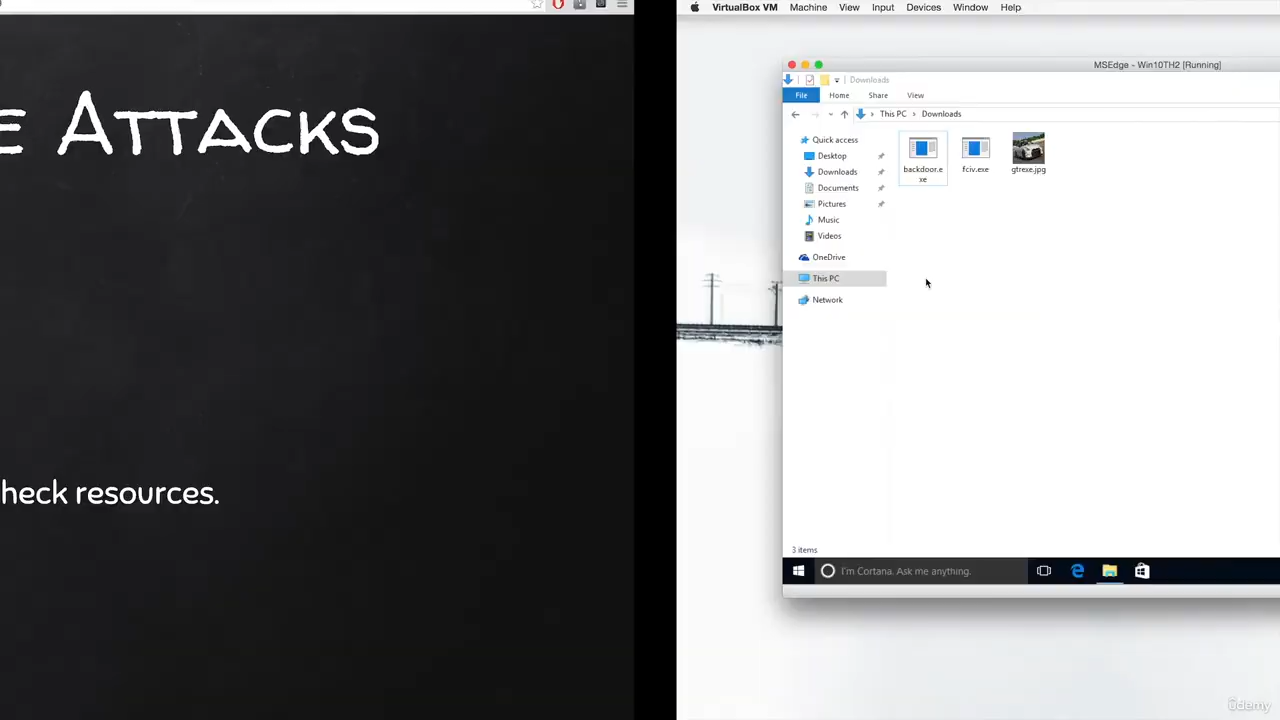 E ATTACKS
heck resources.
VirtualBox VM Machine View Input Devices Window Help
MSEdge - Win10TH2 [Running]
Downloads
File Home Share View
This PC > Downloads
Quick access
Desktop
Downloads
Documents
Pictures
Music
Videos
OneDrive
This PC
Network
backdoor.e
xe
fciv.exe
gtrexe.jpg
3 items
I'm Cortana. Ask me anything.
ûdemy